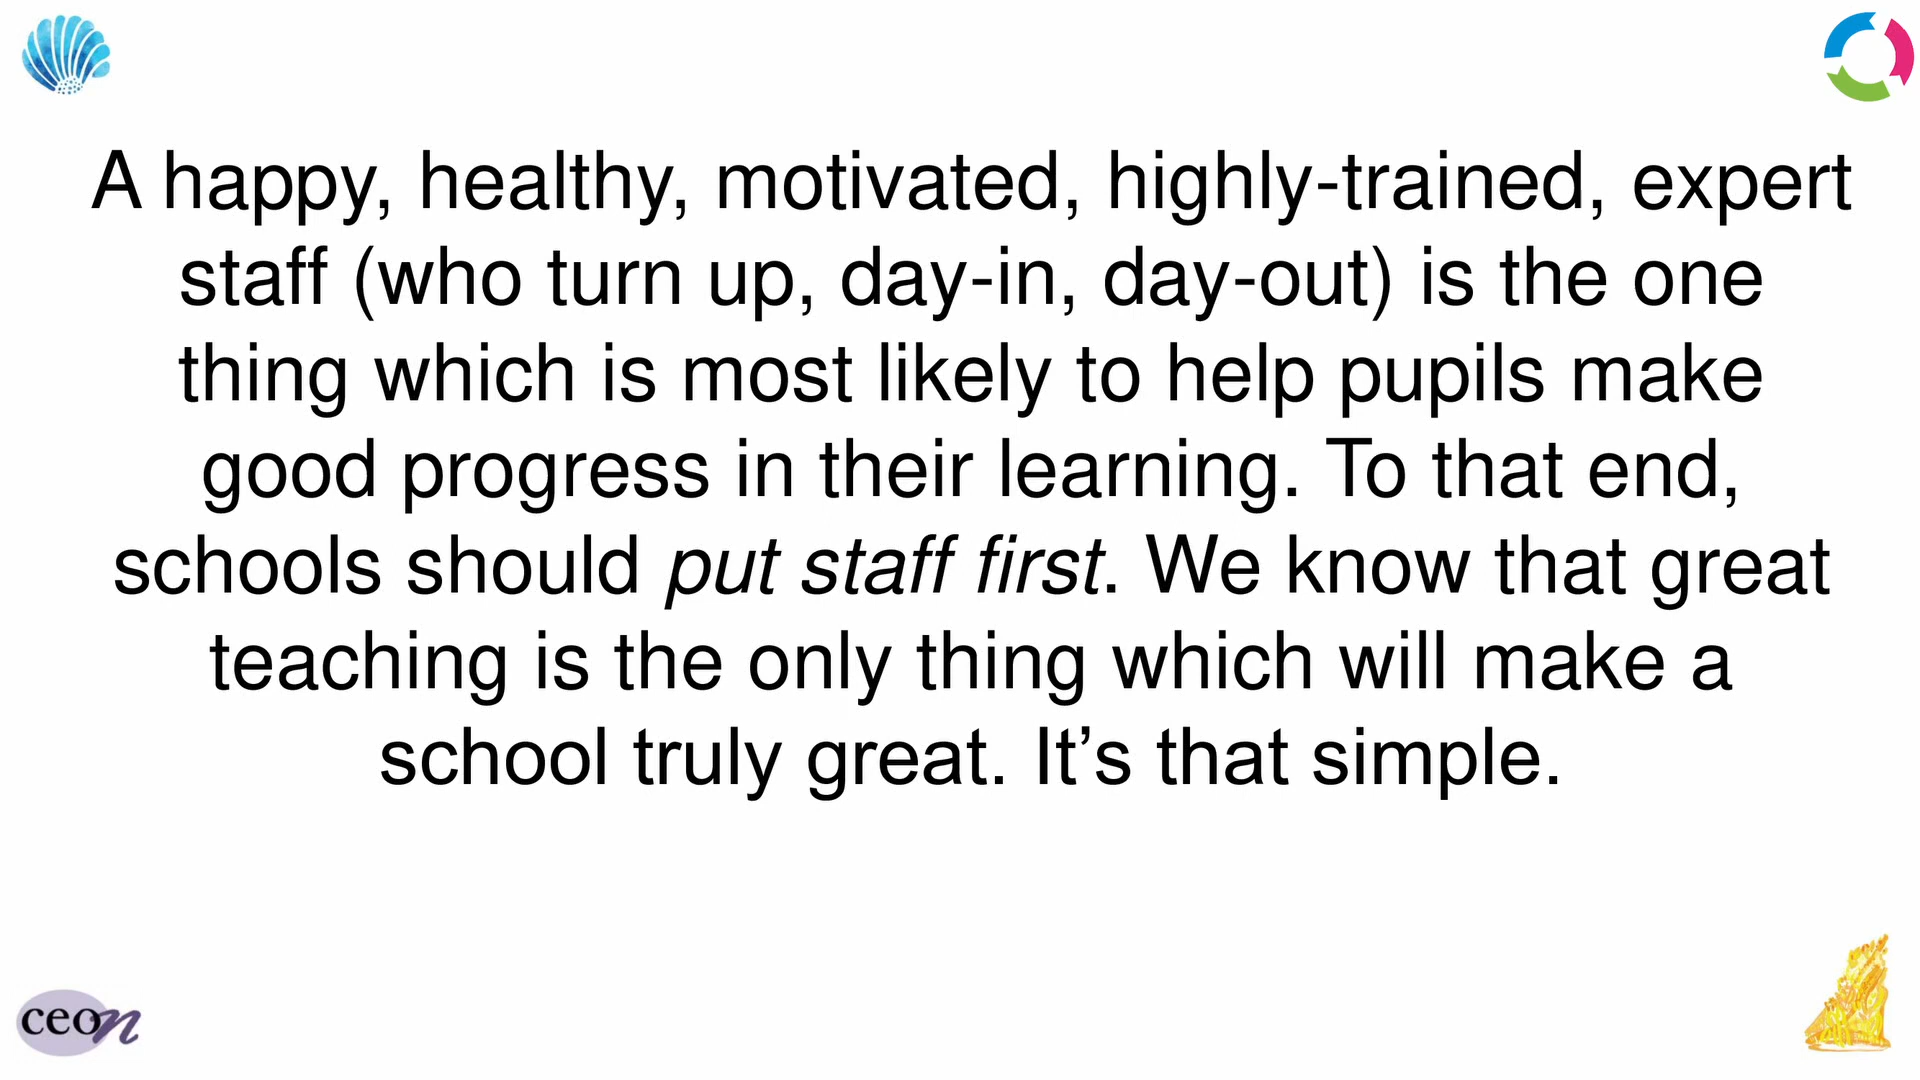 A happy, healthy, motivated, highly-trained, expert
staff (who turn up, day-in, day-out) is the one
thing which is most likely to help pupils make
good progress in their learning. To that end,
schools should put staff first. We know that great
teaching is the only thing which will make a
school truly great. It’s that simple.
ceon